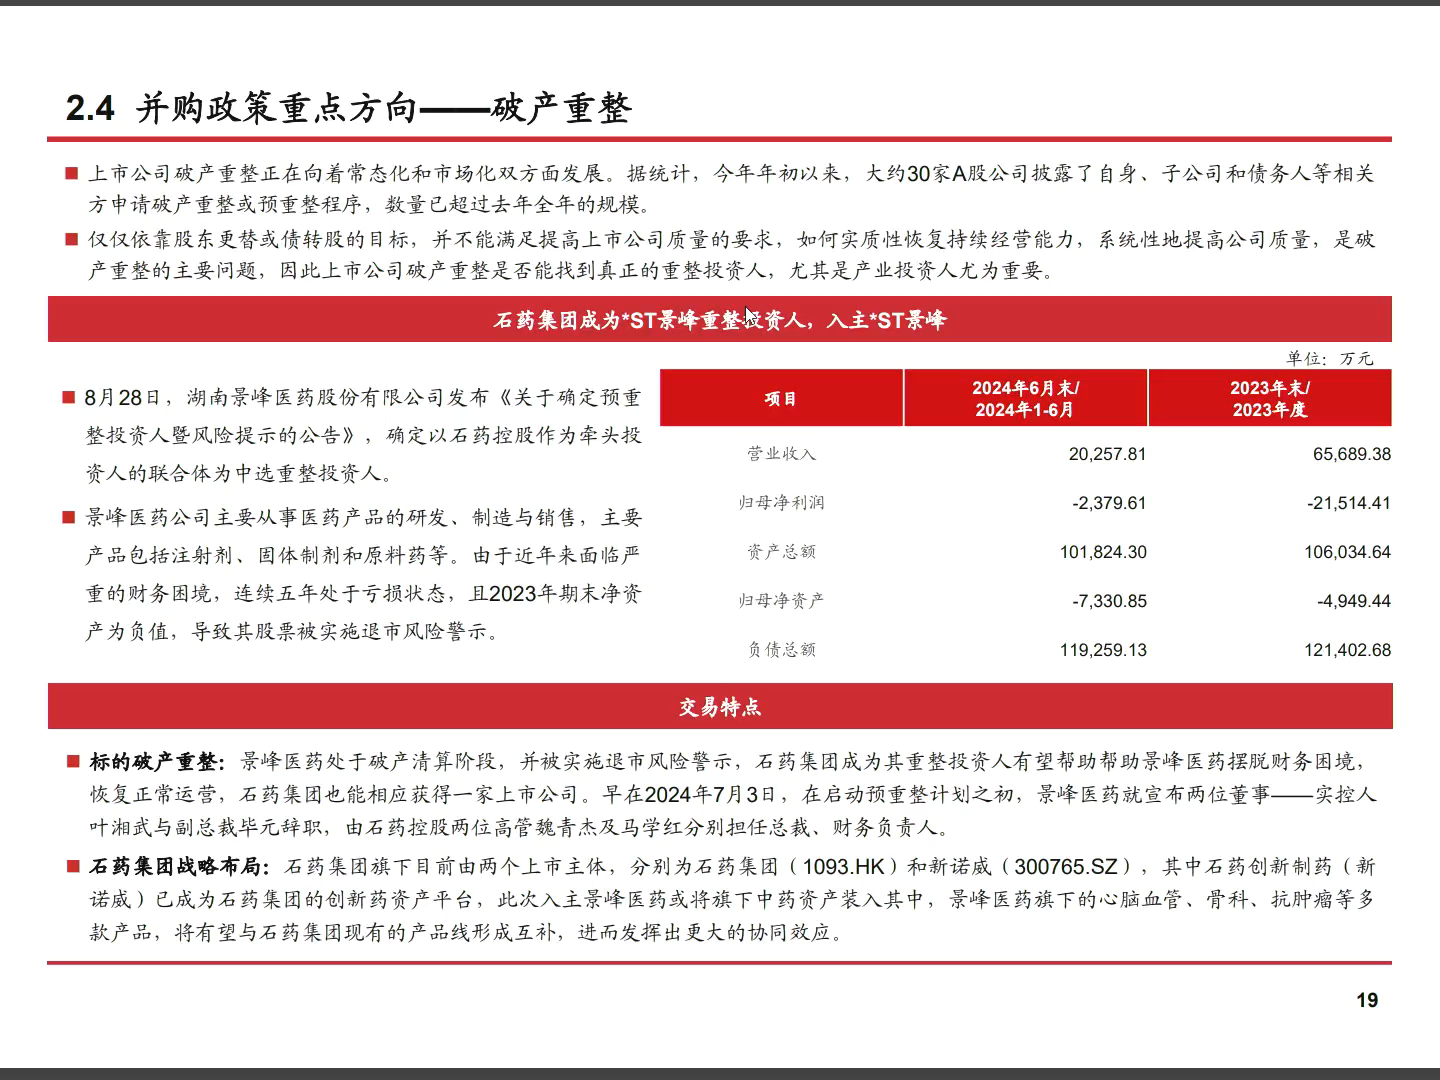 2.4 并购政策重点方向——破产重整
上市公司破产重整正在向着常态化和市场化双方面发展。据统计，今年年初以来，大约30家A股公司披露了自身、子公司和债务人等相关
方申请破产重整或预重整程序，数量已超过去年全年的规模。
仅仅依靠股东更替或债转股的目标，并不能满足提高上市公司质量的要求，如何实质性恢复持续经营能力，系统性地提高公司质量，是破
产重整的主要问题，因此上市公司破产重整是否能找到真正的重整投资人，尤其是产业投资人尤为重要。
石药集团成为*ST景峰重整投资人，入主*ST景峰
8月28日，湖南景峰医药股份有限公司发布《关于确定预重
整投资人暨风险提示的公告》，确定以石药控股作为牵头投
资人的联合体为中选重整投资人。
景峰医药公司主要从事医药产品的研发、制造与销售，主要
产品包括注射剂、固体制剂和原料药等。由于近年来面临严
重的财务困境，连续五年处于亏损状态，且2023年期末净资
产为负值，导致其股票被实施退市风险警示。
单位：万元
项目 2024年6月末/ 2023年末/
2024年1-6月 2023年度
营业收入 20,257.81 65,689.38
归母净利润 -2,379.61 -21,514.41
资产总额 101,824.30 106,034.64
归母净资产 -7,330.85 -4,949.44
负债总额 119,259.13 121,402.68
交易特点
标的破产重整：景峰医药处于破产清算阶段，并被实施退市风险警示，石药集团成为其重整投资人有望帮助帮助景峰医药摆脱财务困境，
恢复正常运营，石药集团也能相应获得一家上市公司。早在2024年7月3日，在启动预重整计划之初，景峰医药就宣布两位董事——实控人
叶湘武与副总裁毕元辞职，由石药控股两位高管魏青杰及马学红分别担任总裁、财务负责人。
石药集团战略布局：石药集团旗下目前由两个上市主体，分别为石药集团（1093.HK）和新诺威（300765.SZ），其中石药创新制药（新
诺威）已成为石药集团的创新药资产平台，此次入主景峰医药或将旗下中药资产装入其中，景峰医药旗下的心脑血管、骨科、抗肿瘤等多
款产品，将有望与石药集团现有的产品线形成互补，进而发挥出更大的协同效应。
19